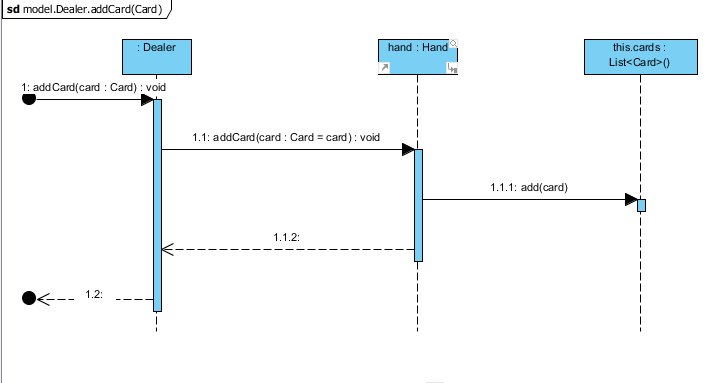 sd model.Dealer.addCard(Card)
: Dealer
hand : Hand
this.cards :
List<Card>()
1: addCard(card : Card) : void
1.1: addCard(card : Card = card) : void
1.1.1: add(card)
1.1.2:
1.2: